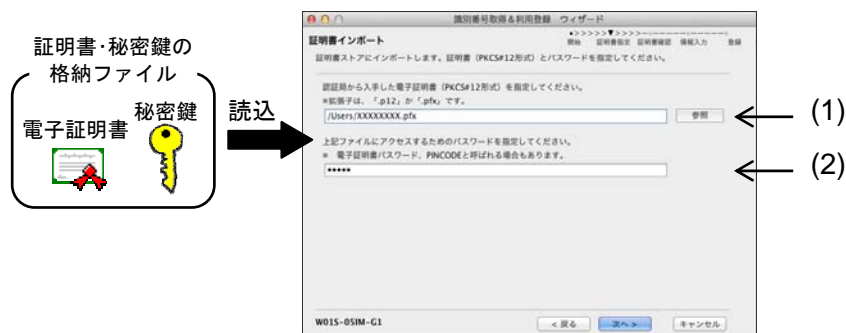 証明書・秘密鍵の
格納ファイル
電子証明書
秘密鍵
読込
識別番号取得＆利用登録 ウィザード
証明書インポート
●>>>>>▼>>>>------------------------
開始 証明書指定 証明書確認 情報入力 登録
証明書ストアにインポートします。証明書（PKCS#12形式）とパスワードを指定してください。
認証局から入手した電子証明書（PKCS#12形式）を指定してください。
※拡張子は、「.p12」か「.pfx」です。
/Users/XXXXXXXX.pfx
参照
(1)
上記ファイルにアクセスするためのパスワードを指定してください。
※ 電子証明書パスワード、PINCODEと呼ばれる場合もあります。
•••••
(2)
W01S-05IM-G1
< 戻る
次へ >
キャンセル